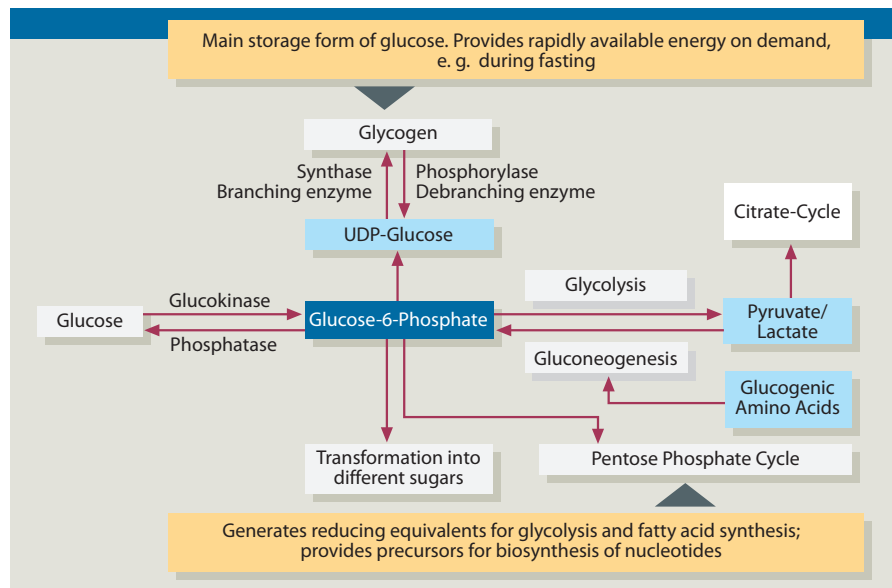 Main storage form of glucose. Provides rapidly available energy on demand,
e. g. during fasting
Glycogen
Synthase
Branching enzyme
Phosphorylase
Debranching enzyme
UDP-Glucose
Citrate-Cycle
Glucose
Glucokinase
Phosphatase
Glucose-6-Phosphate
Glycolysis
Gluconeogenesis
Pyruvate/
Lactate
Glucogenic
Amino Acids
Transformation into
different sugars
Pentose Phosphate Cycle
Generates reducing equivalents for glycolysis and fatty acid synthesis;
provides precursors for biosynthesis of nucleotides